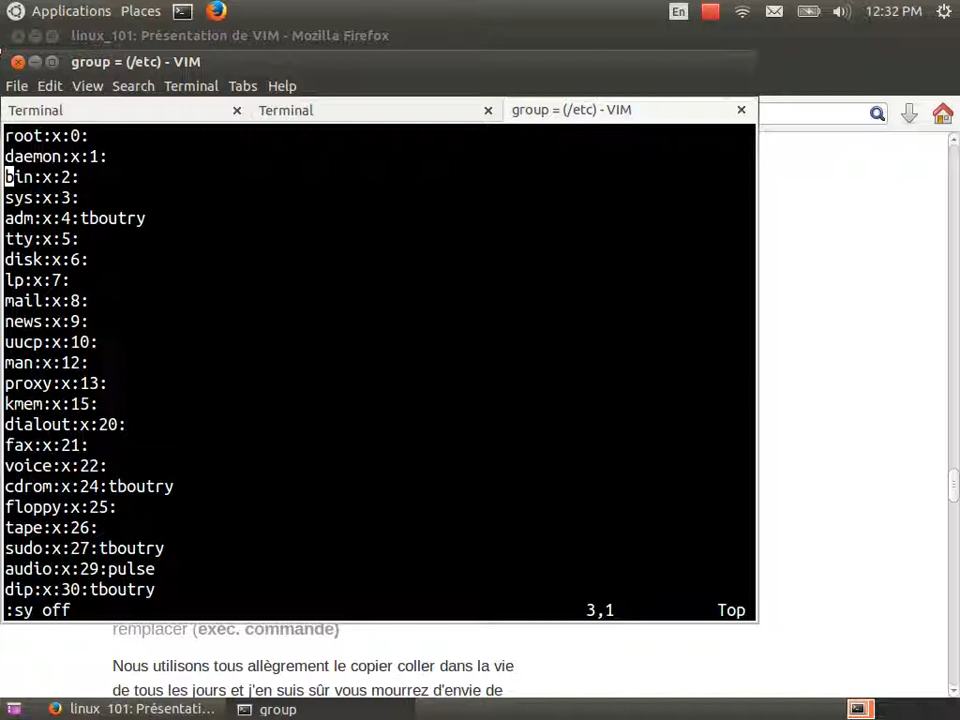 Applications Places En 12:32 PM
linux_101: Présentation de VIM - Mozilla Firefox
group = (/etc) - VIM
File Edit View Search Terminal Tabs Help
Terminal × Terminal × group = (/etc) - VIM ×
root:x:0:
daemon:x:1:
bin:x:2:
sys:x:3:
adm:x:4:tboutry
tty:x:5:
disk:x:6:
lp:x:7:
mail:x:8:
news:x:9:
uucp:x:10:
man:x:12:
proxy:x:13:
kmem:x:15:
dialout:x:20:
fax:x:21:
voice:x:22:
cdrom:x:24:tboutry
floppy:x:25:
tape:x:26:
sudo:x:27:tboutry
audio:x:29:pulse
dip:x:30:tboutry
:sy off 3,1 Top
remplacer (exec. commande)
Nous utilisons tous allègrement le copier coller dans la vie
de tous les jours et j'en suis sûr vous mourrez d'envie de
linux_101: Présentati... group